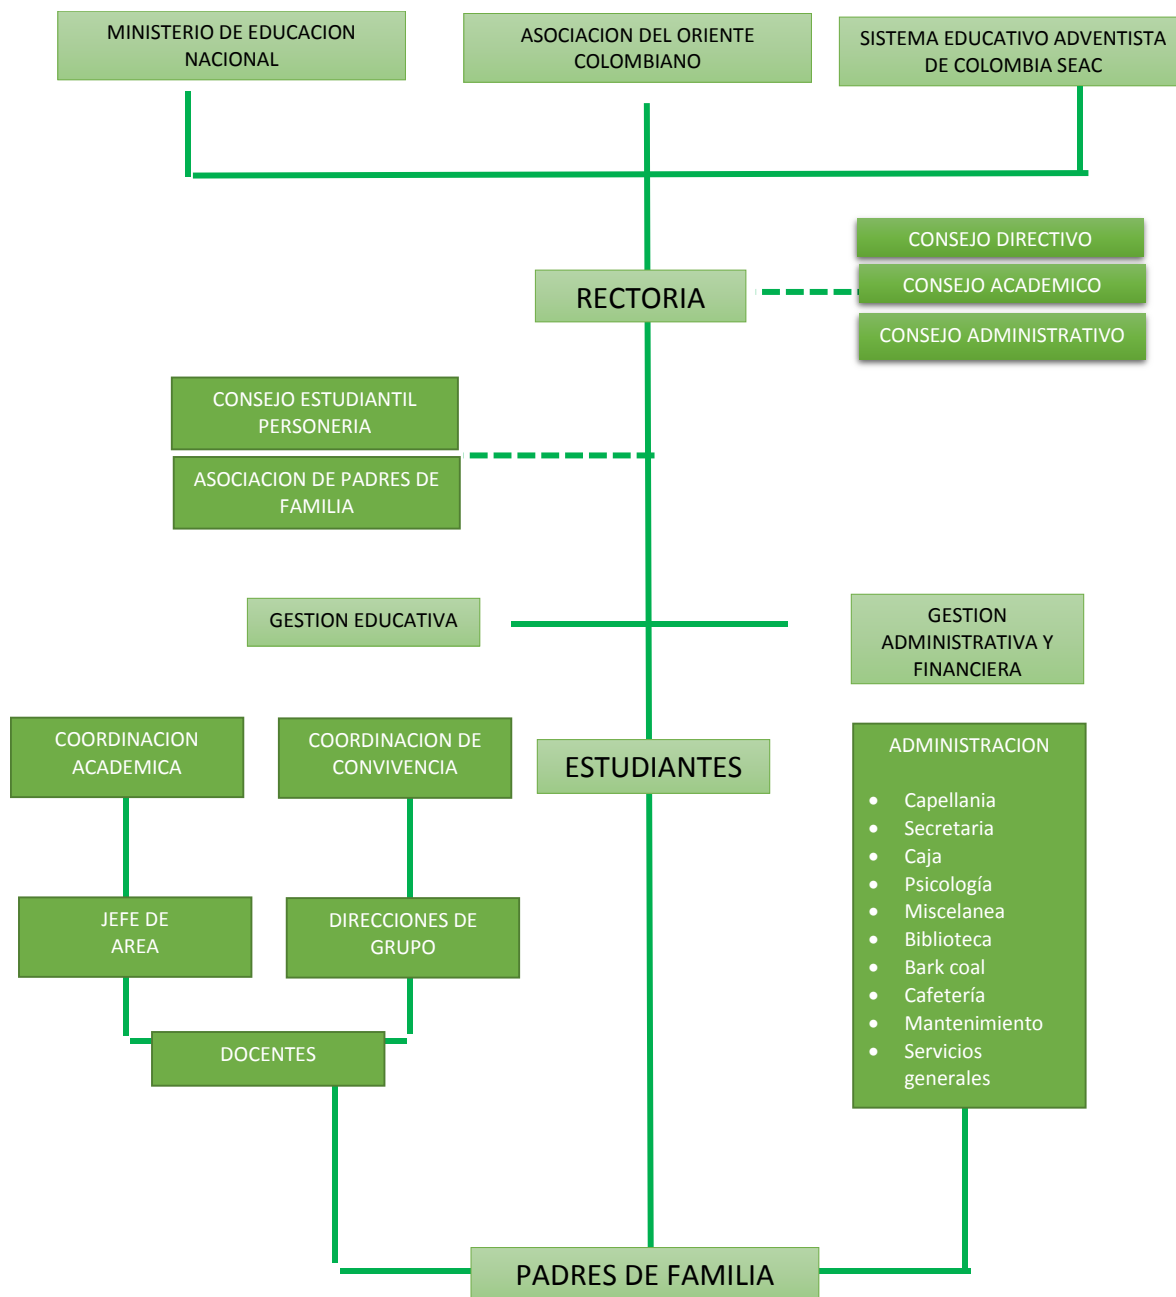 MINISTERIO DE EDUCACION
NACIONAL
ASOCIACION DEL ORIENTE
COLOMBIANO
SISTEMA EDUCATIVO ADVENTISTA
DE COLOMBIA SEAC
CONSEJO DIRECTIVO
RECTORIA
CONSEJO ACADEMICO
CONSEJO ADMINISTRATIVO
CONSEJO ESTUDIANTIL
PERSONERIA
ASOCIACION DE PADRES DE
FAMILIA
GESTION EDUCATIVA
GESTION
ADMINISTRATIVA Y
FINANCIERA
COORDINACION
ACADEMICA
COORDINACION DE
CONVIVENCIA
ESTUDIANTES
ADMINISTRACION
• Capellania
• Secretaria
• Caja
• Psicología
• Miscelanea
• Biblioteca
• Bark coal
• Cafetería
• Mantenimiento
• Servicios
generales
JEFE DE
AREA
DIRECCIONES DE
GRUPO
DOCENTES
PADRES DE FAMILIA